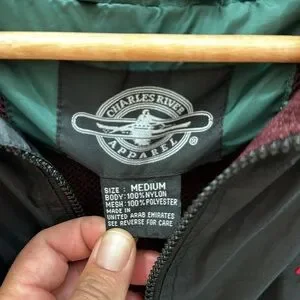 CHARLES RIVER
APPAREL
®
SIZE : MEDIUM
BODY: 100% NYLON
MESH: 100% POLYESTER
MADE IN
UNITED ARAB EMIRATES
SEE REVERSE FOR CARE